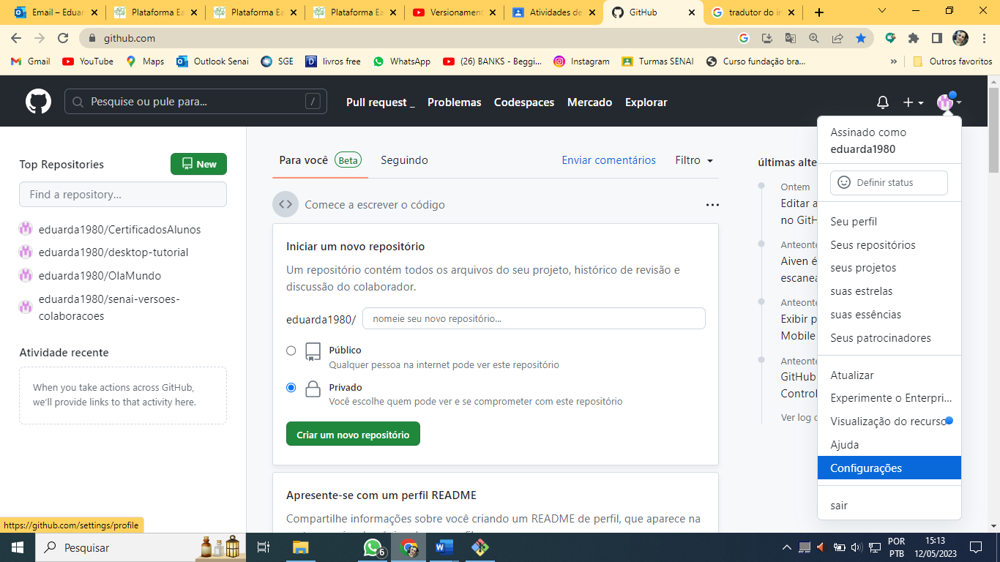 Email – Eduar
Plataforma Ea
Plataforma Ea
Plataforma Ea
Versionament
Atividades de
GitHub
tradutor do in
github.com
Gmail
YouTube
Maps
Outlook Senai
SGE
livros free
WhatsApp
(26) BANKS - Beggi...
Instagram
Turmas SENAI
Curso fundação bra...
»
Outros favoritos
Pesquise ou pule para...
/
Pull request _
Problemas
Codespaces
Mercado
Explorar
Top Repositories
New
Find a repository...
eduarda1980/CertificadosAlunos
eduarda1980/desktop-tutorial
eduarda1980/OlaMundo
eduarda1980/senai-versoes-
colaboracoes
Atividade recente
When you take actions across GitHub,
we'll provide links to that activity here.
Para você
Beta
Seguindo
Enviar comentários
Filtro
Comece a escrever o código
Iniciar um novo repositório
Um repositório contém todos os arquivos do seu projeto, histórico de revisão e
discussão do colaborador.
eduarda1980/
nomeie seu novo repositório...
Público
Qualquer pessoa na internet pode ver este repositório
Privado
Você escolhe quem pode ver e se comprometer com este repositório
Criar um novo repositório
Apresente-se com um perfil README
Compartilhe informações sobre você criando um README de perfil, que aparece na
últimas alte
Ontem
Editar a
no GitH
Anteonte
Aiven é
escanea
Anteonte
Exibir p
Mobile
Anteonte
GitHub
Control
Ver log c
Assinado como
eduarda1980
Definir status
Seu perfil
Seus repositórios
seus projetos
suas estrelas
suas essências
Seus patrocinadores
Atualizar
Experimente o Enterpri...
Visualização do recurso
Ajuda
Configurações
sair
https://github.com/settings/profile
Pesquisar
6
POR
PTB
15:13
12/05/2023